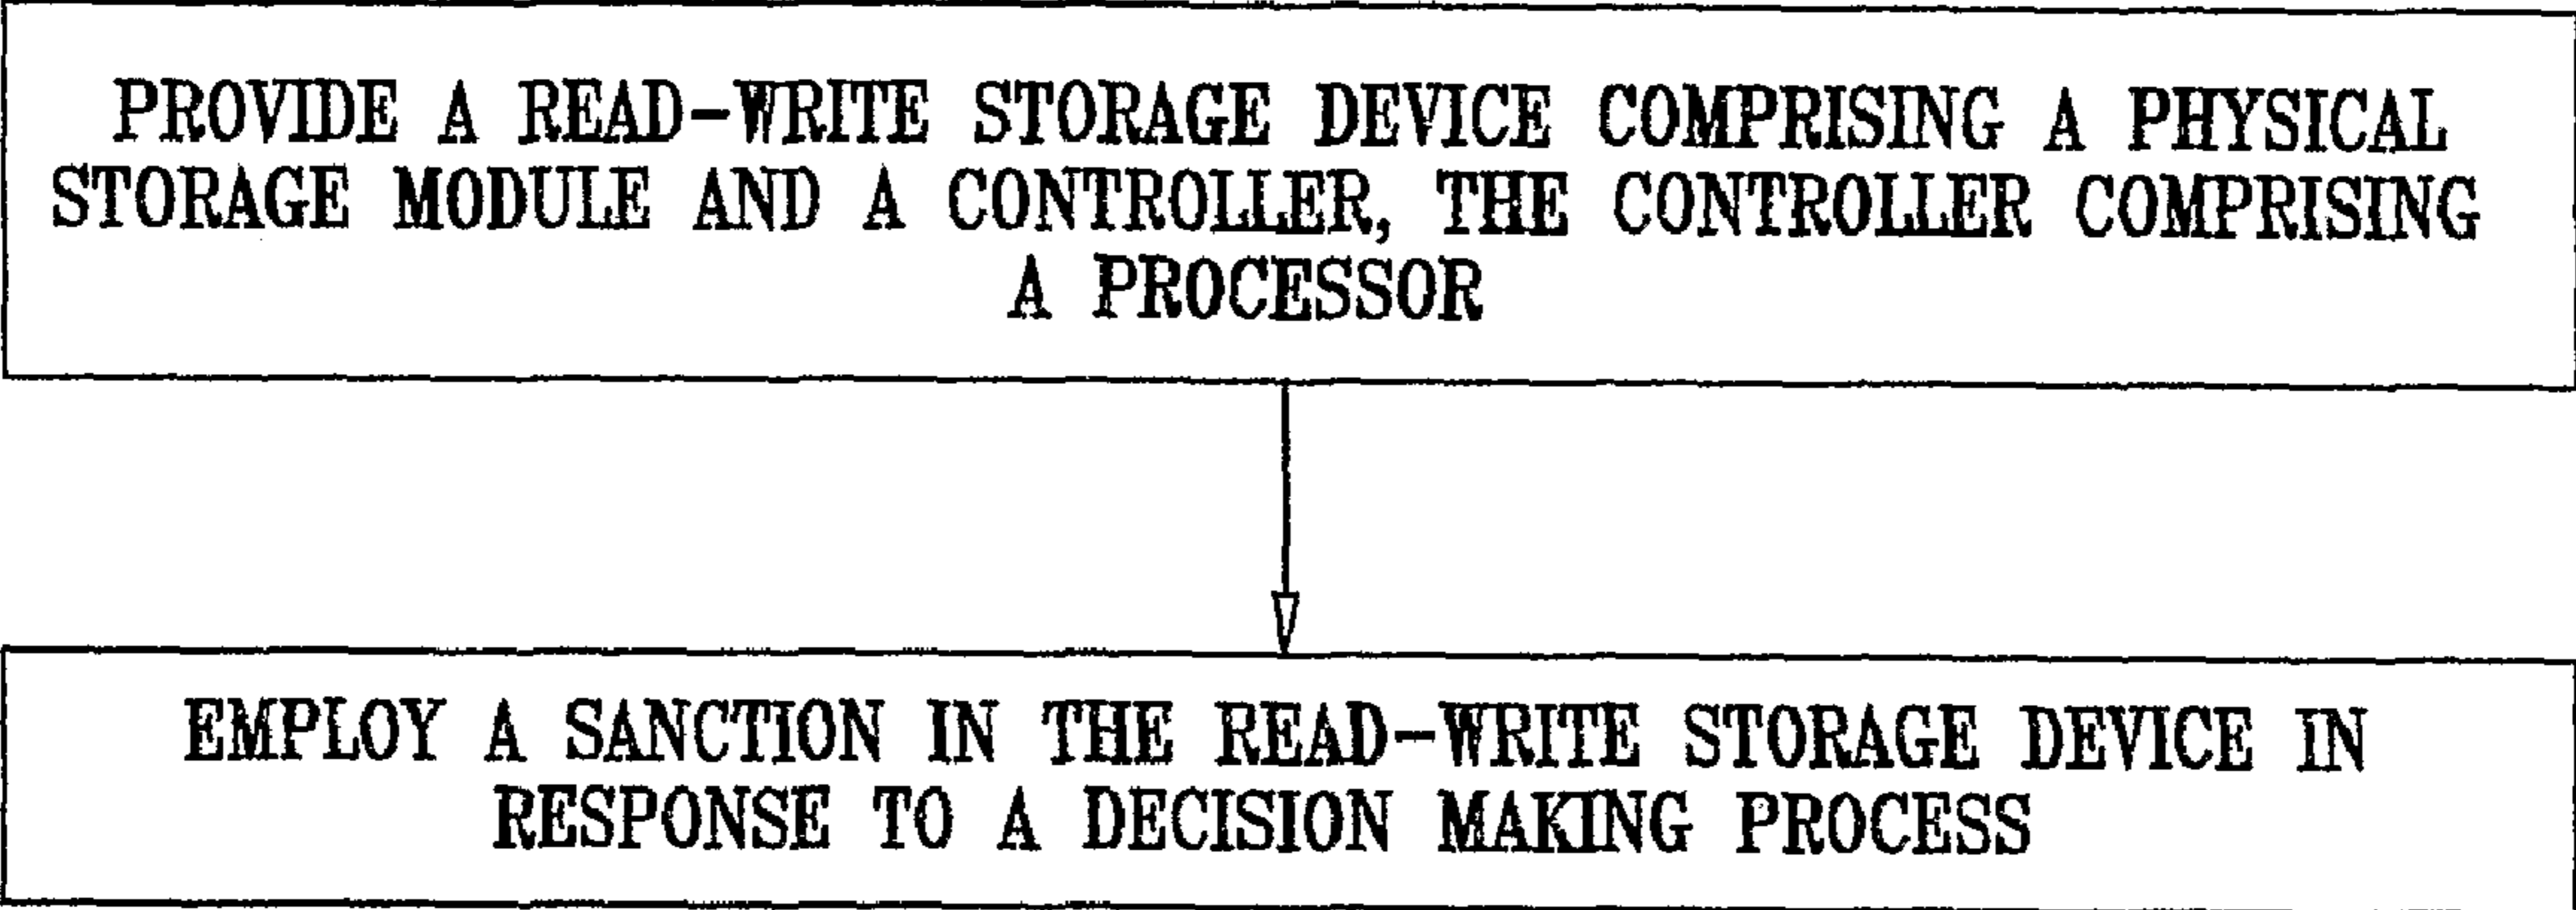 PROVIDE A READ-WRITE STORAGE DEVICE COMPRISING A PHYSICAL
STORAGE MODULE AND A CONTROLLER, THE CONTROLLER COMPRISING
A PROCESSOR
EMPLOY A SANCTION IN THE READ-WRITE STORAGE DEVICE IN
RESPONSE TO A DECISION MAKING PROCESS